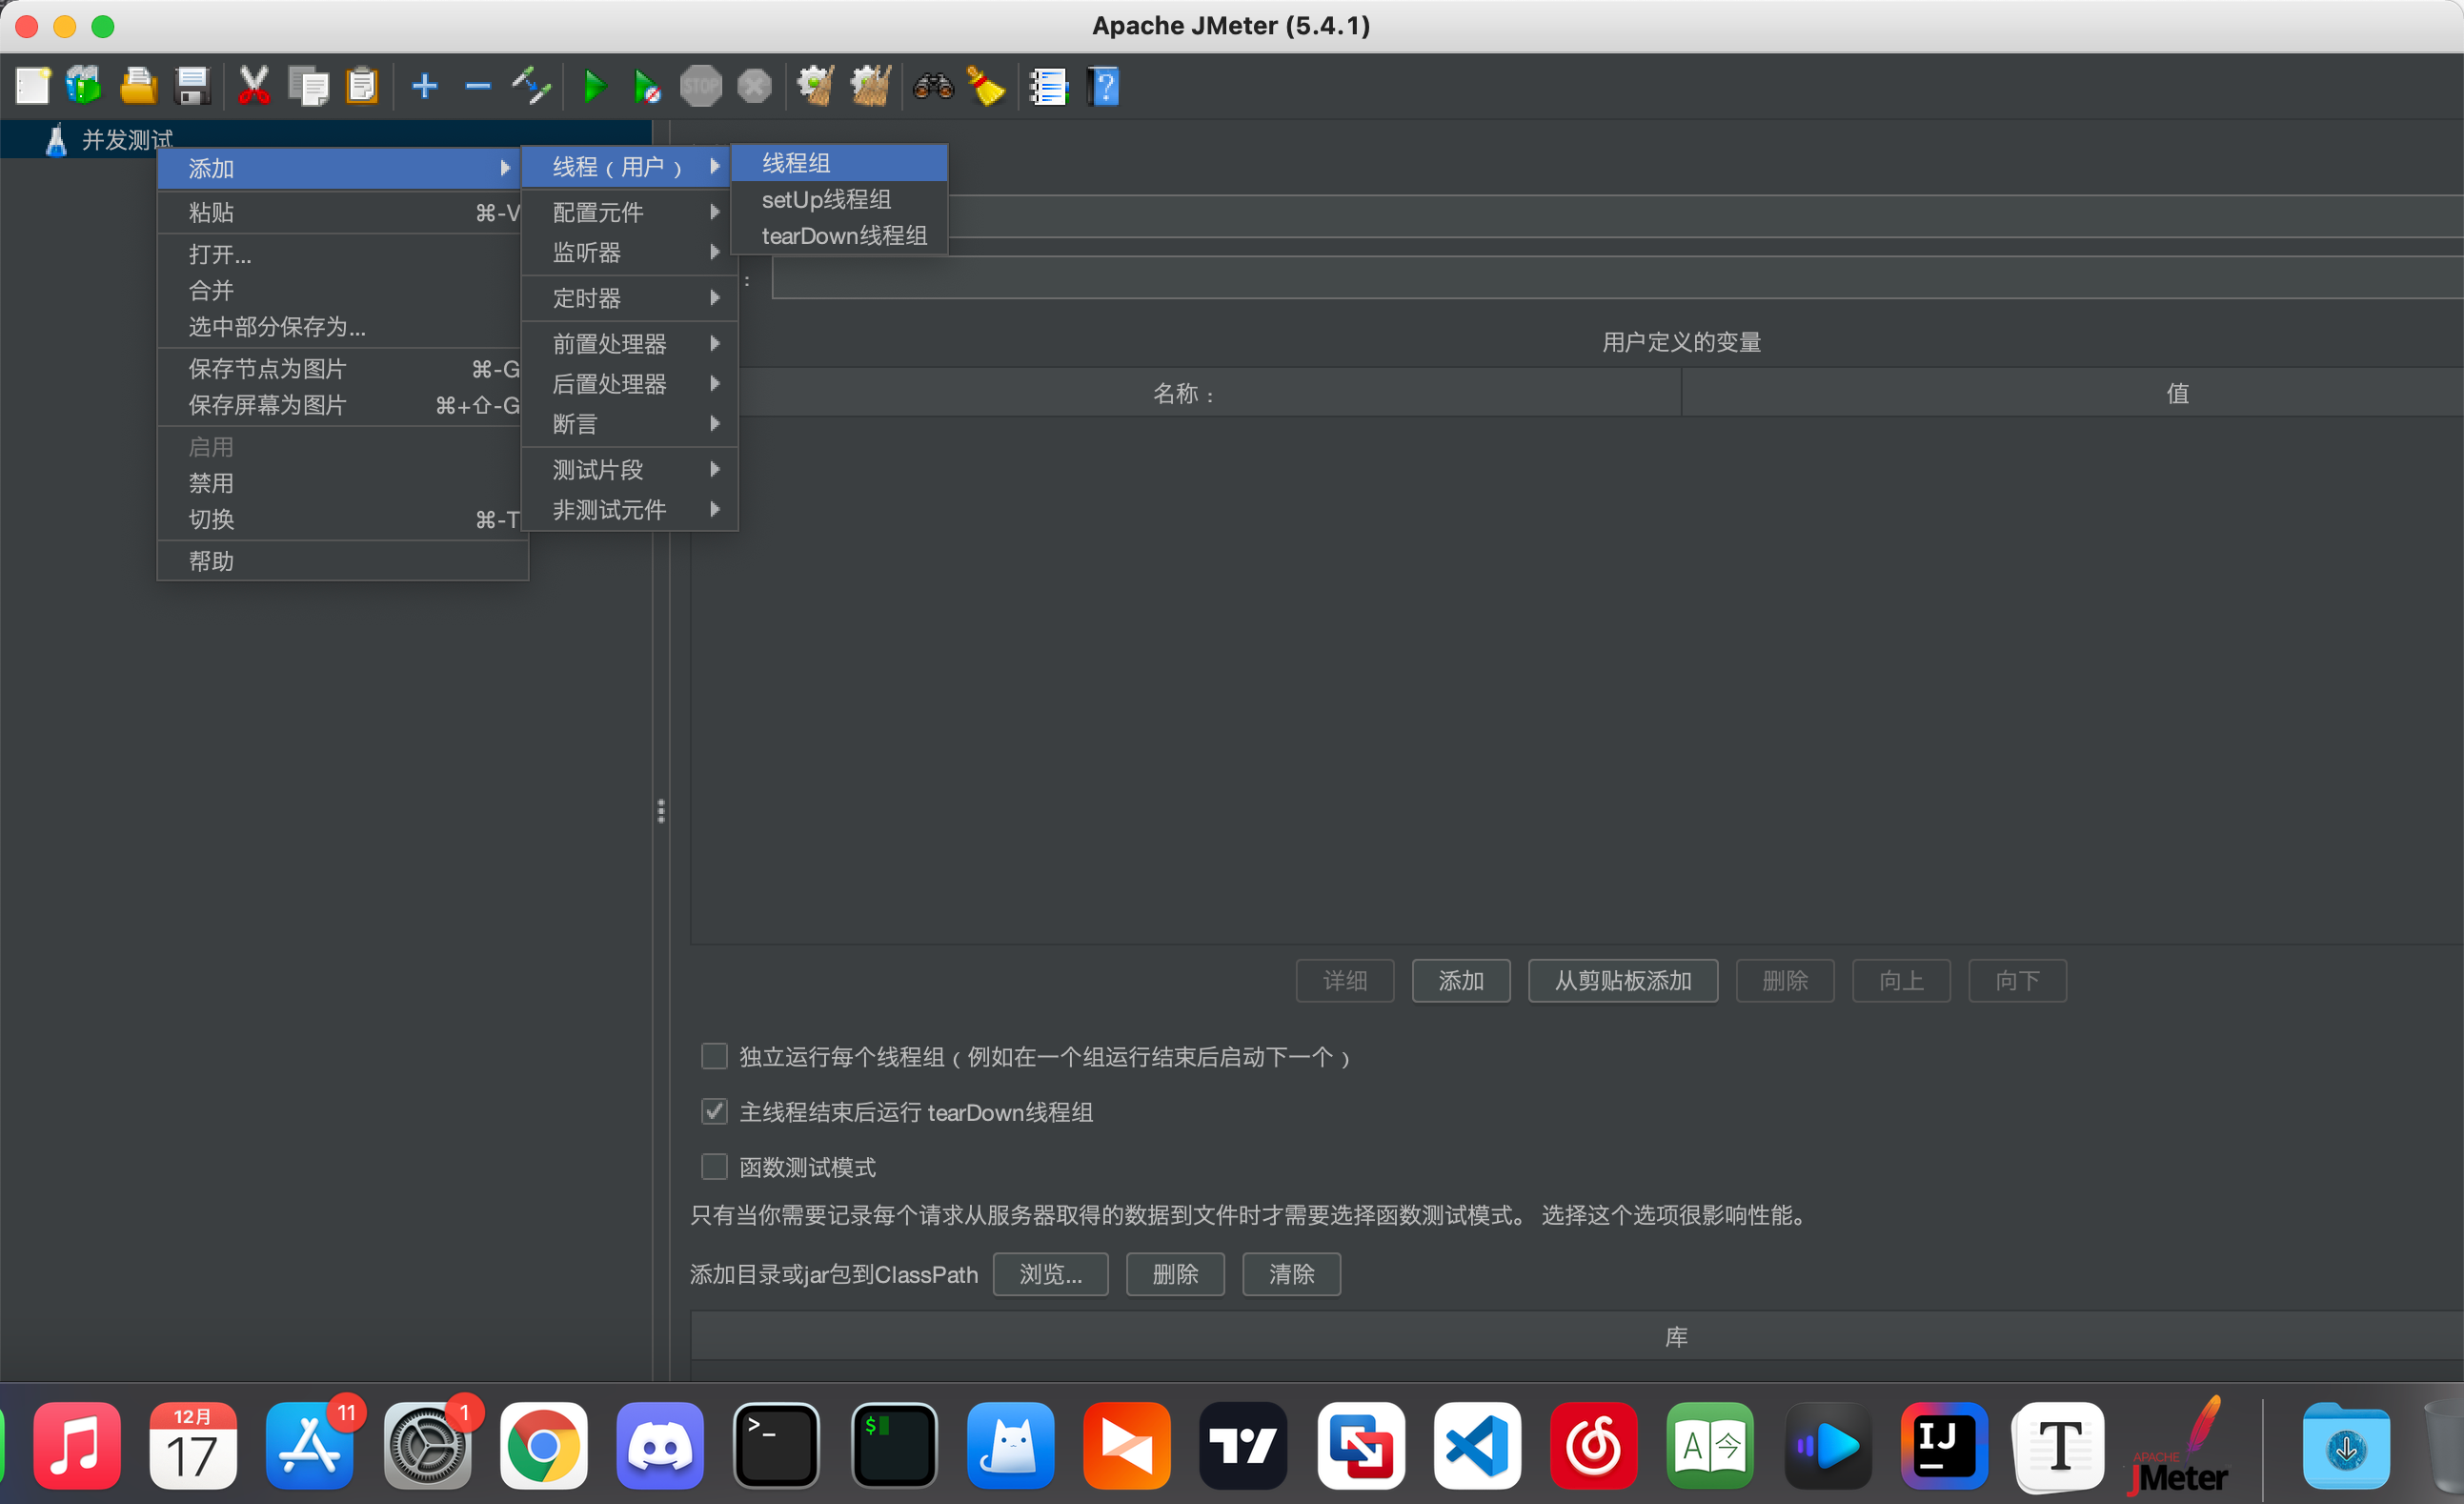 Apache JMeter (5.4.1)
STOP
并发测试
添加
粘贴 ⌘-V
打开...
合并
选中部分保存为...
保存节点为图片 ⌘-G
保存屏幕为图片 ⌘+⇧-G
启用
禁用
切换 ⌘-T
帮助
线程（用户）
配置元件
监听器
定时器
前置处理器
后置处理器
断言
测试片段
非测试元件
线程组
setUp线程组
tearDown线程组
：
用户定义的变量
名称： 值
详细 添加 从剪贴板添加 删除 向上 向下
独立运行每个线程组（例如在一个组运行结束后启动下一个）
主线程结束后运行 tearDown线程组
函数测试模式
只有当你需要记录每个请求从服务器取得的数据到文件时才需要选择函数测试模式。 选择这个选项很影响性能。
添加目录或jar包到ClassPath 浏览... 删除 清除
库
12月
17
11
1
>_
$
A 今
IJ
T
APACHE
JMeter